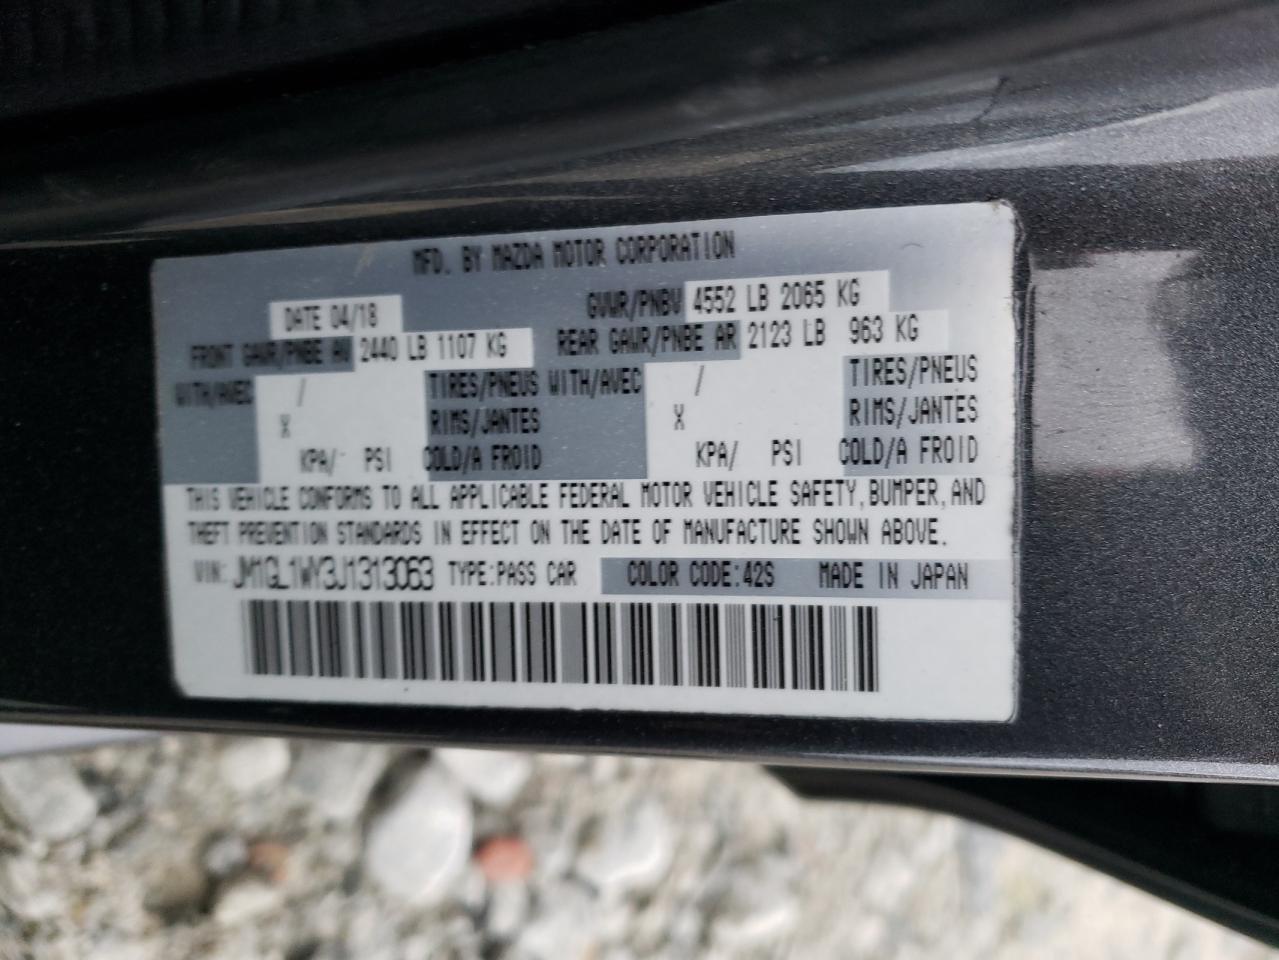 MFD. BY MAZDA MOTOR CORPORATION
DATE 04/18 GVWR/PNBV 4552 LB 2065 KG
FRONT GAWR/PNBE AV 2440 LB 1107 KG REAR GAWR/PNBE AR 2123 LB 963 KG
WITH/AVEC / TIRES/PNEUS WITH/AVEC / TIRES/PNEUS
X RIMS/JANTES X RIMS/JANTES
KPA/ PSI COLD/A FROID KPA/ PSI COLD/A FROID
THIS VEHICLE CONFORMS TO ALL APPLICABLE FEDERAL MOTOR VEHICLE SAFETY, BUMPER, AND
THEFT PREVENTION STANDARDS IN EFFECT ON THE DATE OF MANUFACTURE SHOWN ABOVE.
VIN: JM1GL1WY3J1313063 TYPE:PASS CAR COLOR CODE:42S MADE IN JAPAN